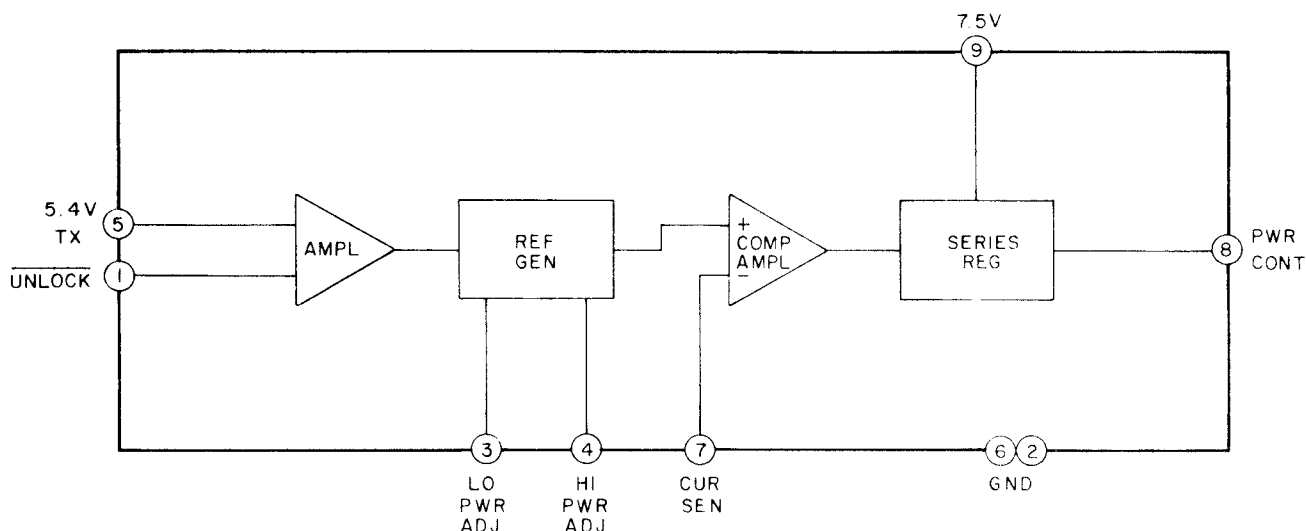 7.5V
9
5.4V
TX
5
UNLOCK
1
AMPL
REF
GEN
+
COMP
AMPL
−
SERIES
REG
8
PWR
CONT
3
LO
PWR
ADJ
4
HI
PWR
ADJ
7
CUR
SEN
6 2
GND